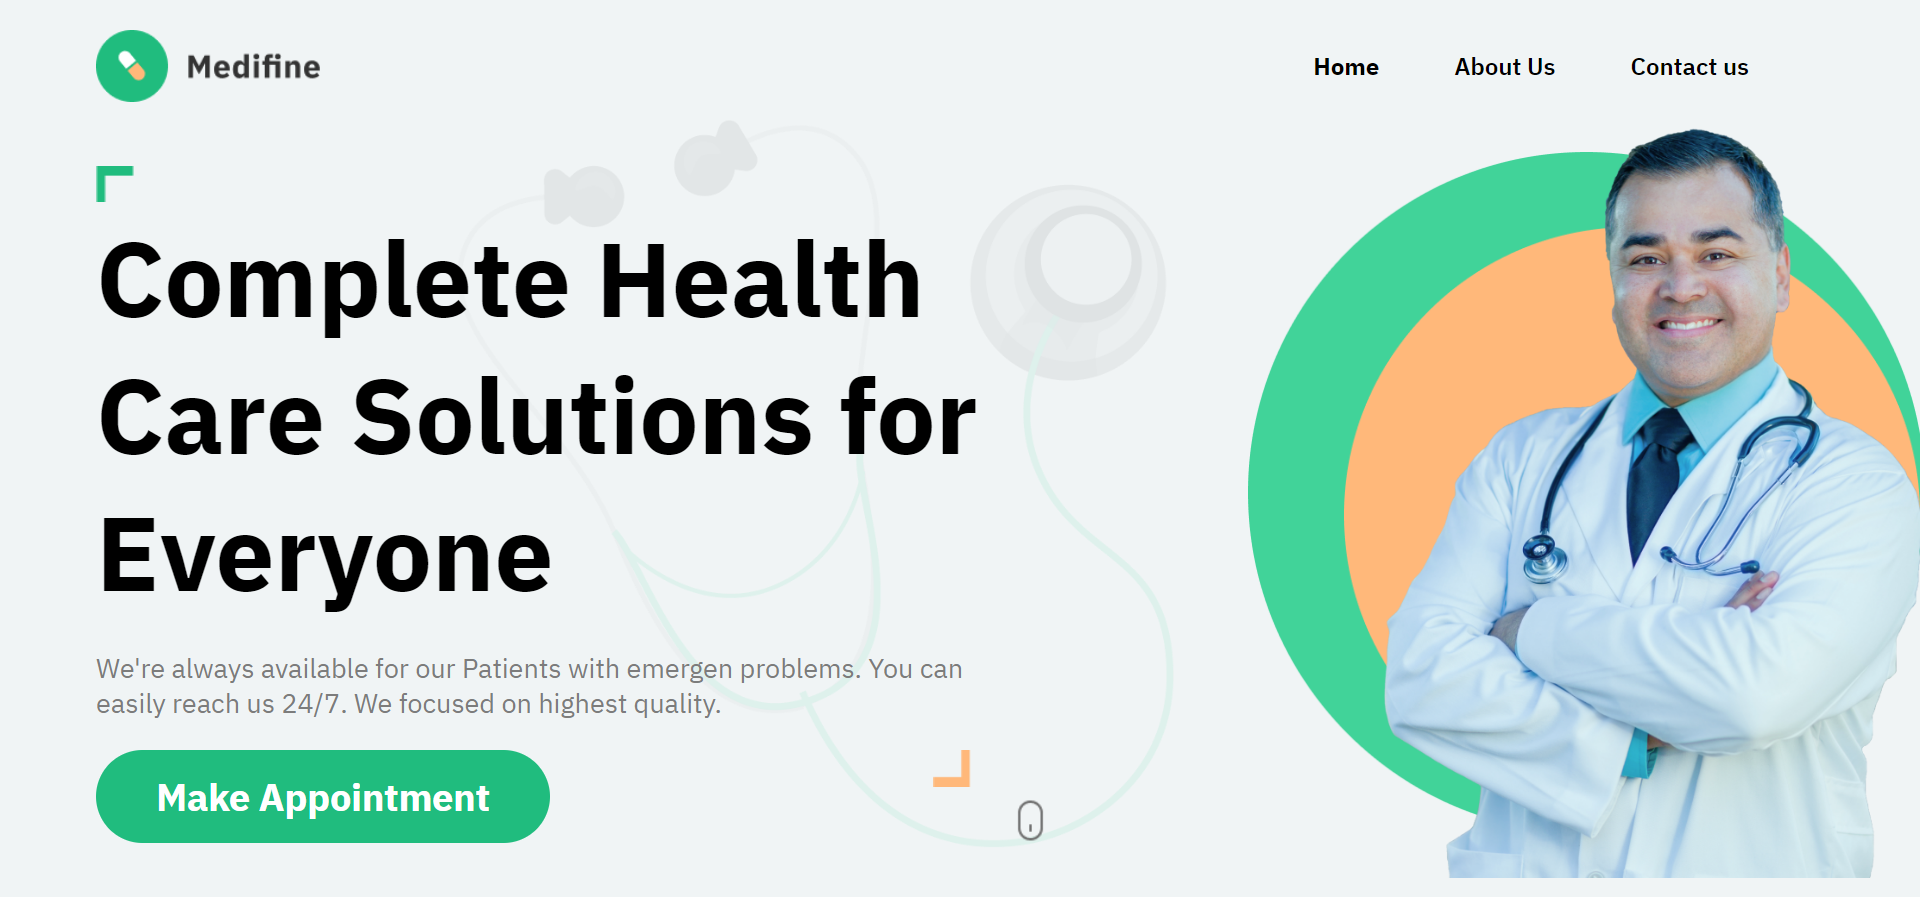 Medifine
Home About Us Contact us
Complete Health
Care Solutions for
Everyone
We're always available for our Patients with emergen problems. You can
easily reach us 24/7. We focused on highest quality.
Make Appointment